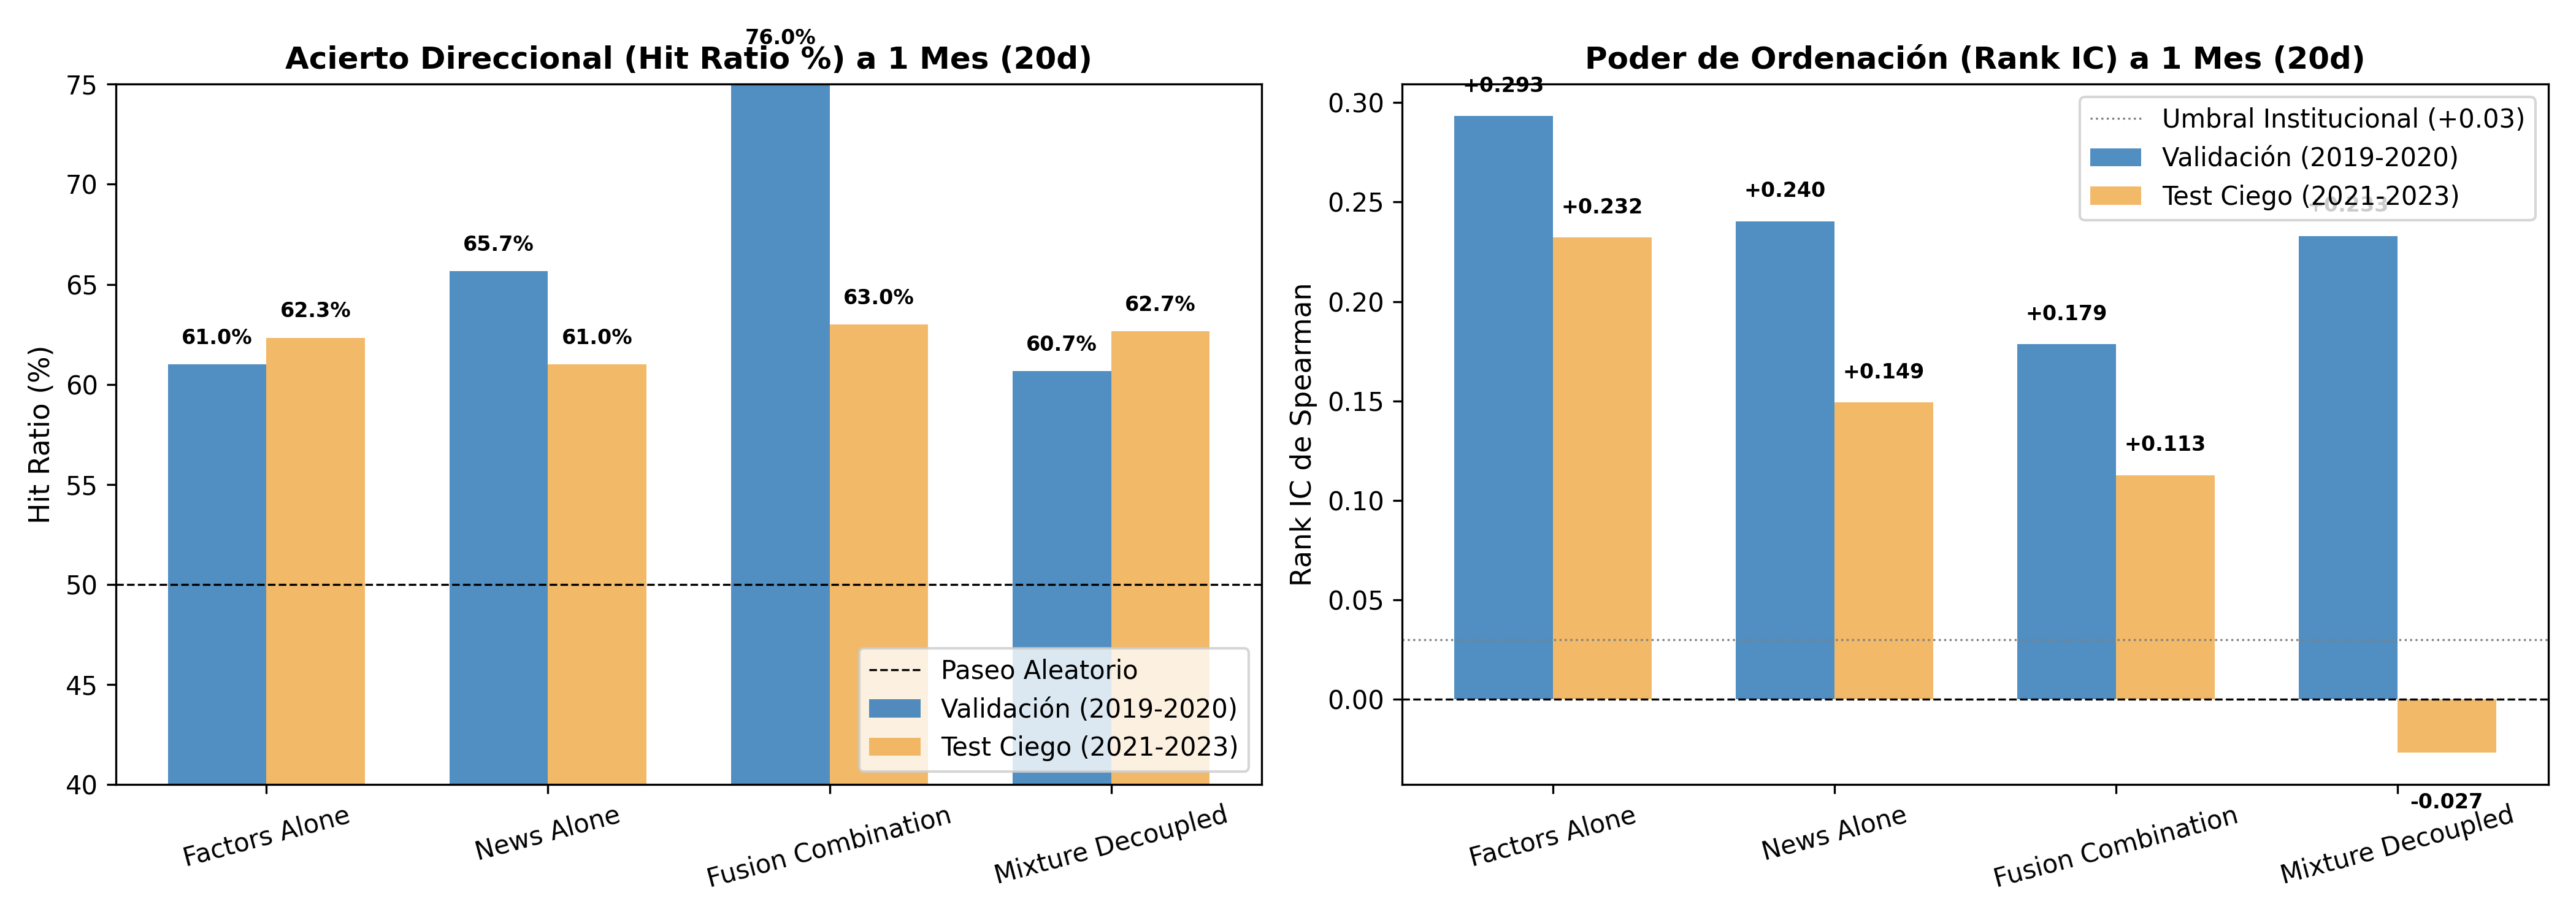 Acierto Direccional (Hit Ratio %) a 1 Mes (20d)
76.0%
Hit Ratio (%)
75
70
65
60
55
50
45
40
61.0%
62.3%
65.7%
61.0%
63.0%
60.7%
62.7%
Paseo Aleatorio
Validación (2019-2020)
Test Ciego (2021-2023)
Factors Alone
News Alone
Fusion Combination
Mixture Decoupled
Poder de Ordenación (Rank IC) a 1 Mes (20d)
Rank IC de Spearman
0.30
0.25
0.20
0.15
0.10
0.05
0.00
+0.293
+0.232
+0.240
+0.149
+0.179
+0.113
+0.233
-0.027
Umbral Institucional (+0.03)
Validación (2019-2020)
Test Ciego (2021-2023)
Factors Alone
News Alone
Fusion Combination
Mixture Decoupled